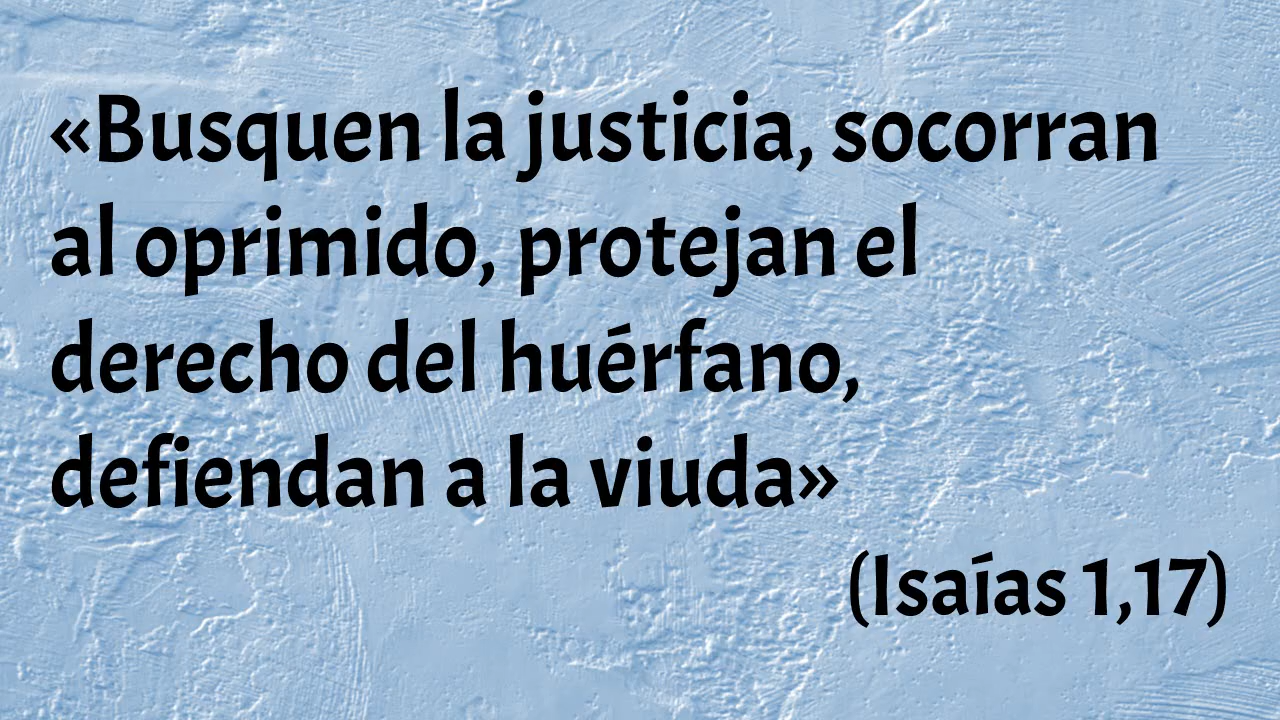 «Busquen la justicia, socorran
al oprimido, protejan el
derecho del huérfano,
defiendan a la viuda»
(Isaías 1,17)